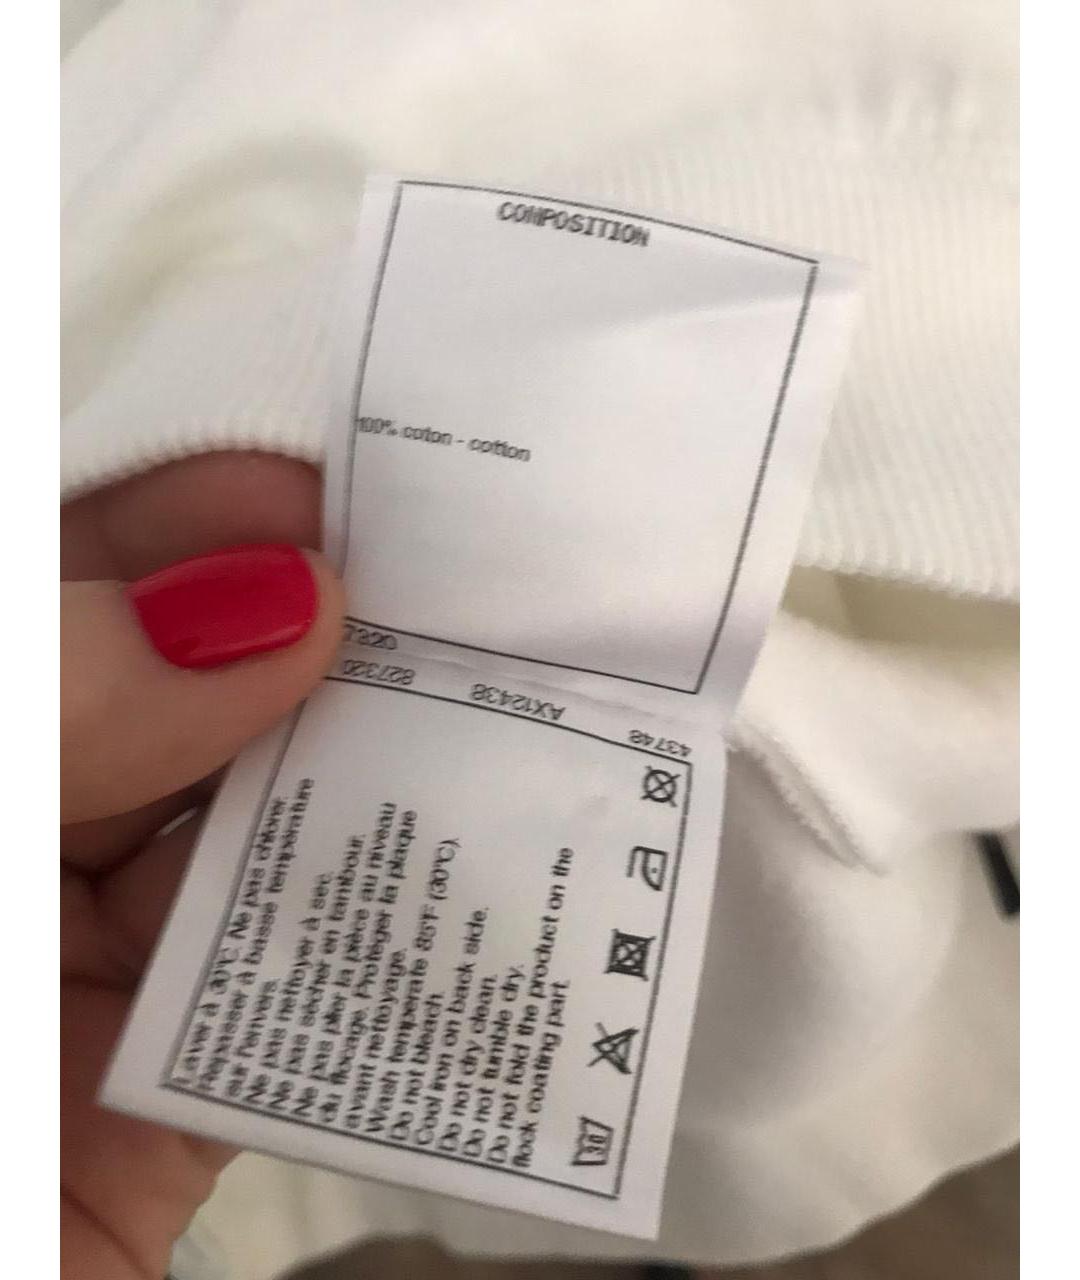 COMPOSITION
100% coton - cotton
7320
827320 AX12438 43748
Laver à 30°C. Ne pas chlorer.
Repasser à basse température
sur l'envers.
Ne pas nettoyer à sec.
Ne pas sécher en tambour.
Ne pas plier la pièce au niveau
du flocage. Protéger la plaque
avant nettoyage.
Wash temperate 85°F (30°C).
Do not bleach.
Cool iron on back side.
Do not dry clean.
Do not tumble dry.
Do not fold the product on the
flock coating part.
30